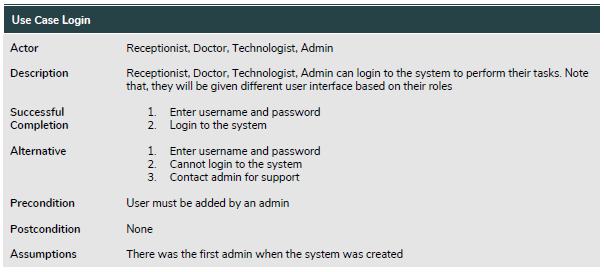 Use Case Login
Actor Receptionist, Doctor, Technologist, Admin
Description Receptionist, Doctor, Technologist, Admin can login to the system to perform their tasks. Note
that, they will be given different user interface based on their roles
Successful 1. Enter username and password
Completion 2. Login to the system
Alternative 1. Enter username and password
2. Cannot login to the system
3. Contact admin for support
Precondition User must be added by an admin
Postcondition None
Assumptions There was the first admin when the system was created